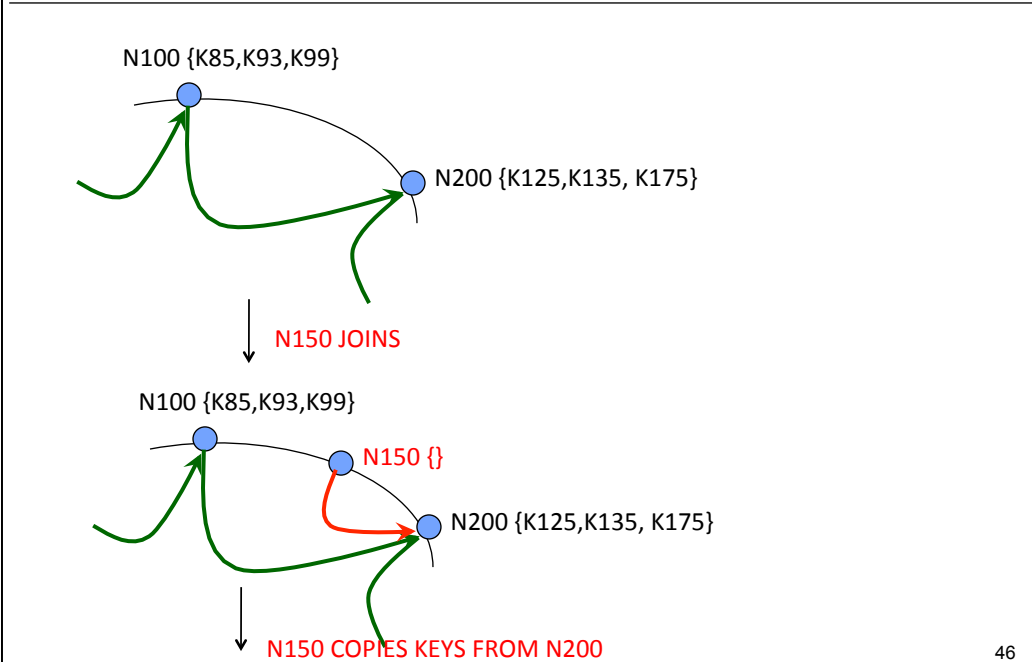 N100 {K85,K93,K99}
N200 {K125,K135, K175}
N150 JOINS
N100 {K85,K93,K99}
N150 {}
N200 {K125,K135, K175}
N150 COPIES KEYS FROM N200
46